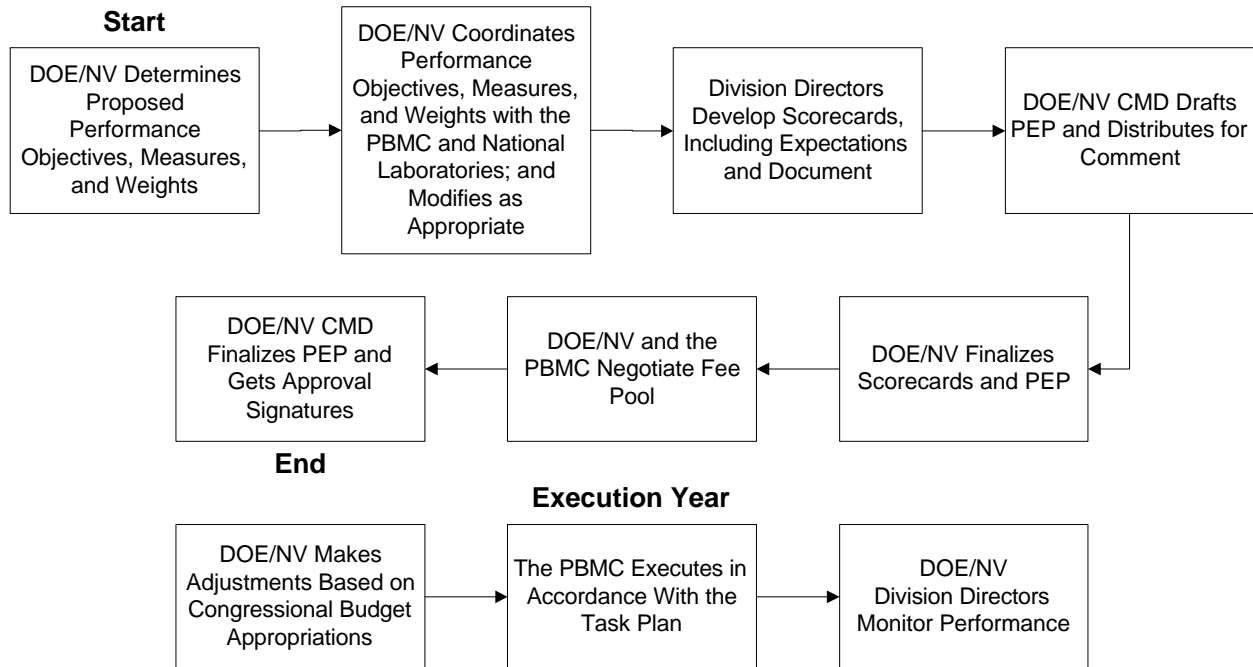 Start
DOE/NV Determines
Proposed
Performance
Objectives, Measures,
and Weights
DOE/NV Coordinates
Performance
Objectives, Measures,
and Weights with the
PBMC and National
Laboratories; and
Modifies as
Appropriate
Division Directors
Develop Scorecards,
Including Expectations
and Document
DOE/NV CMD Drafts
PEP and Distributes for
Comment
DOE/NV CMD
Finalizes PEP and
Gets Approval
Signatures
DOE/NV and the
PBMC Negotiate Fee
Pool
DOE/NV Finalizes
Scorecards and PEP
End
Execution Year
DOE/NV Makes
Adjustments Based on
Congressional Budget
Appropriations
The PBMC Executes in
Accordance With the
Task Plan
DOE/NV
Division Directors
Monitor Performance